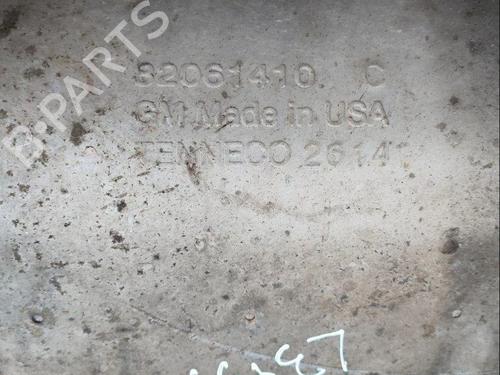 B-PARTS
32061410 C
GM Made in USA
TENNECO 2614